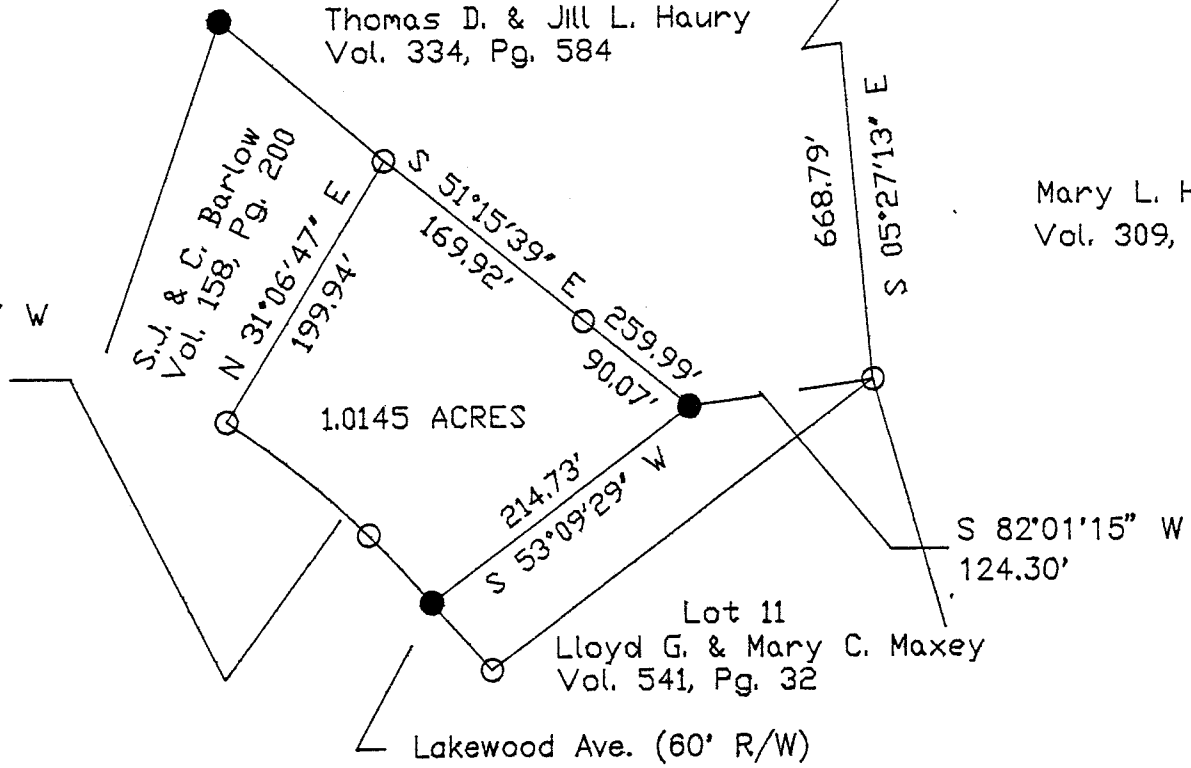 Thomas D. & Jill L. Haury
Vol. 334, Pg. 584
S.J. & C. Barlow
Vol. 158, Pg. 200
N 31°06'47" E
199.94'
S 51°15'39" E
169.92'
259.99'
90.07'
668.79'
S 05°27'13" E
Mary L. H
Vol. 309,
W
1.0145 ACRES
214.73'
S 53°09'29" W
S 82°01'15" W
124.30'
Lot 11
Lloyd G. & Mary C. Maxey
Vol. 541, Pg. 32
Lakewood Ave. (60' R/W)